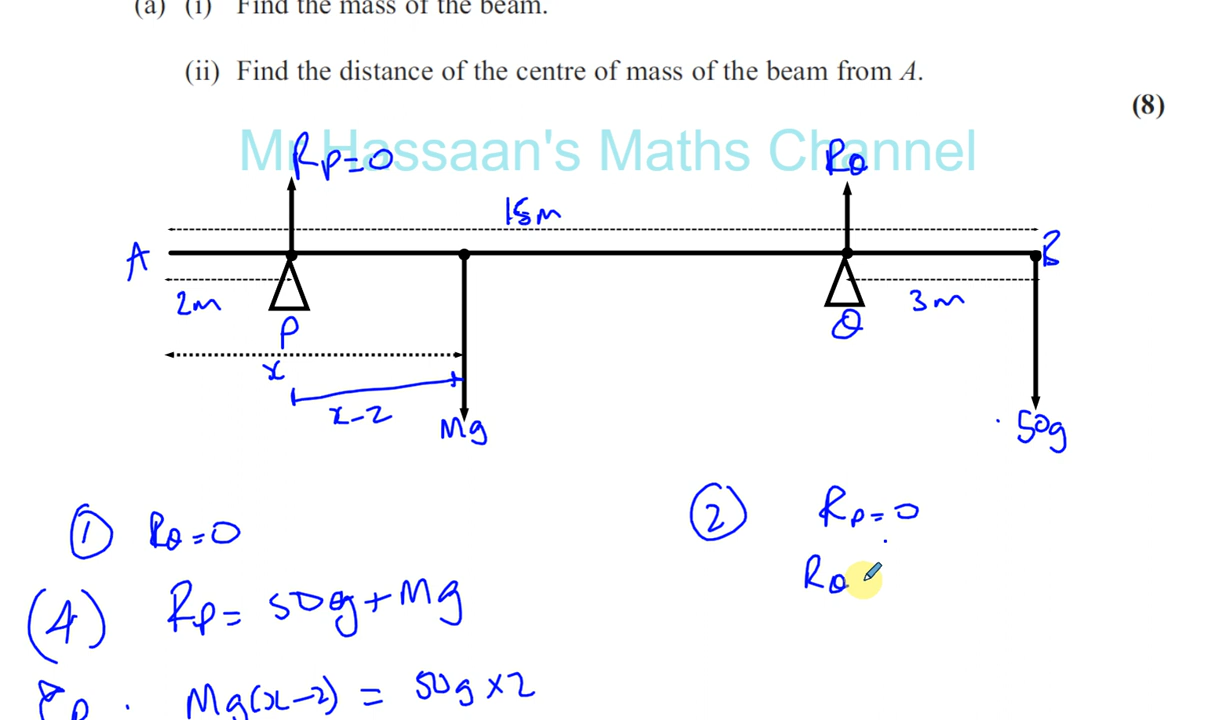 (a) (i) Find the mass of the beam.
(ii) Find the distance of the centre of mass of the beam from A.
(8)
Mr Hassaan's Maths Channel
Rp=0
RQ
15m
A
B
2m
3m
P
Q
x
x-2
Mg
50g
① RQ=0
② Rp=0
(↑) Rp= 50g+Mg
RQ
P. Mg(x-2) = 50g×2